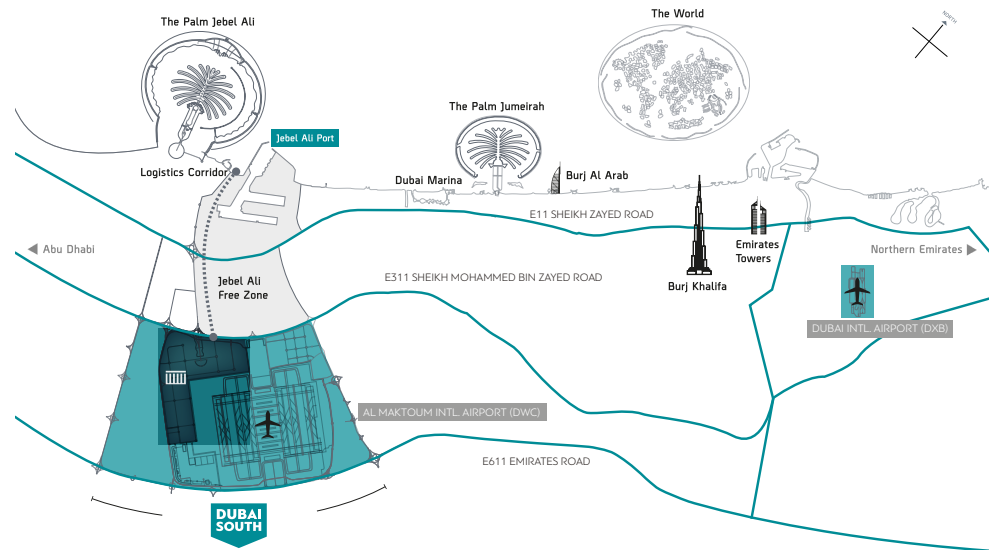 The World
NORTH
The Palm Jebel Ali
The Palm Jumeirah
Jebel Ali Port
Logistics Corridor
Dubai Marina
Burj Al Arab
E11 SHEIKH ZAYED ROAD
Abu Dhabi
Emirates
Towers
Northern Emirates
E311 SHEIKH MOHAMMED BIN ZAYED ROAD
Jebel Ali
Free Zone
Burj Khalifa
DUBAI INTL. AIRPORT (DXB)
AL MAKTOUM INTL. AIRPORT (DWC)
E611 EMIRATES ROAD
DUBAI
SOUTH